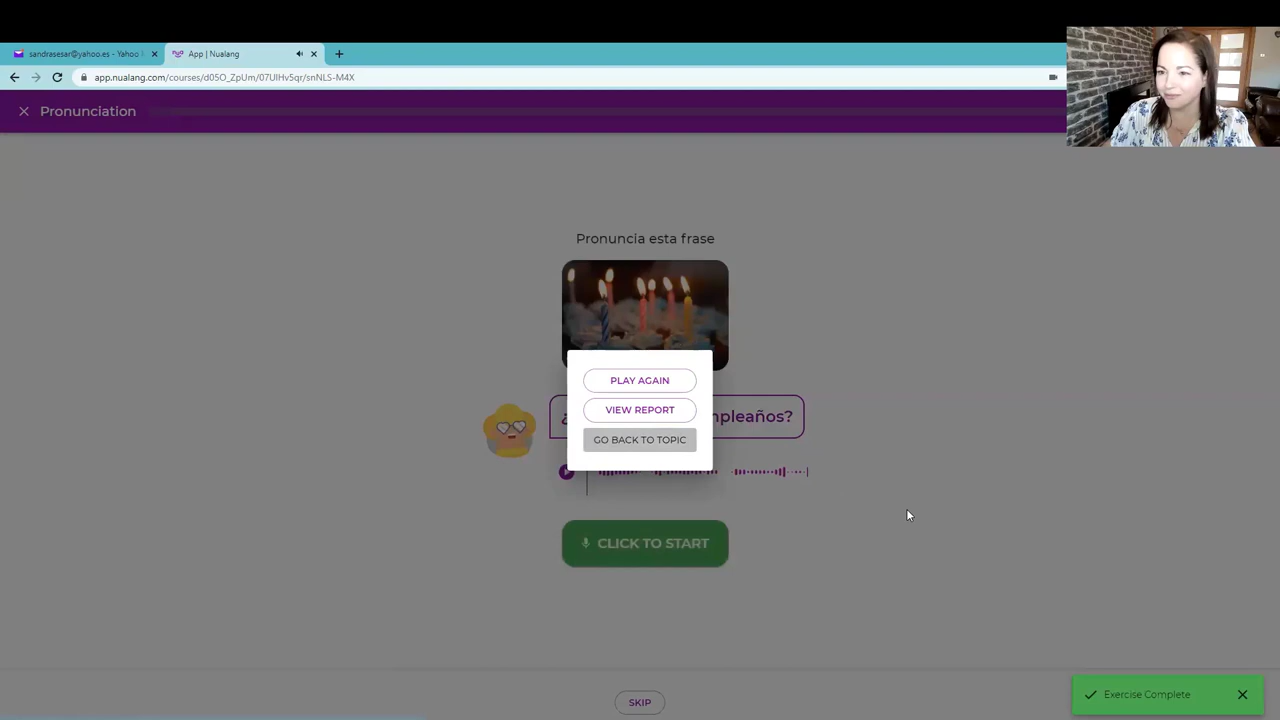 sandrasesar@yahoo.es - Yahoo
App | Nualang
app.nualang.com/courses/d05O_ZpUm/07UIHv5qr/snNLS-M4X
Pronunciation
Pronuncia esta frase
PLAY AGAIN
VIEW REPORT
¿ mpleaños?
GO BACK TO TOPIC
CLICK TO START
Exercise Complete
SKIP